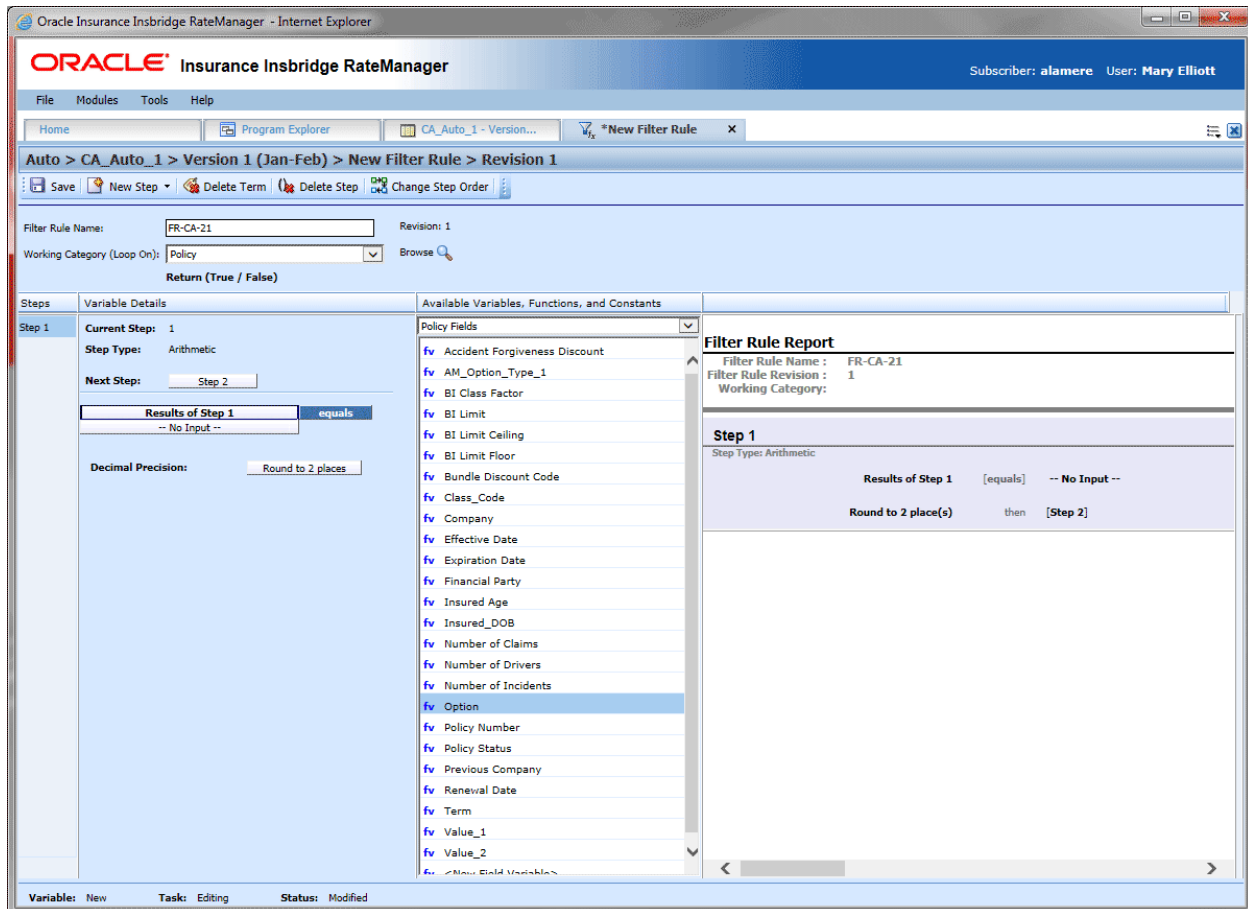 Oracle Insurance Insbridge RateManager - Internet Explorer
ORACLE Insurance Insbridge RateManager
Subscriber: alamere User: Mary Elliott
File Modules Tools Help
Home Program Explorer CA_Auto_1 - Version... fx *New Filter Rule x
Auto > CA_Auto_1 > Version 1 (Jan-Feb) > New Filter Rule > Revision 1
Save New Step Delete Term Delete Step Change Step Order
Filter Rule Name: FR-CA-21 Revision: 1
Working Category (Loop On): Policy Browse
Return (True / False)
Steps Variable Details Available Variables, Functions, and Constants
Step 1
Current Step: 1
Step Type: Arithmetic
Next Step: Step 2
Results of Step 1 equals
-- No Input --
Decimal Precision: Round to 2 places
Policy Fields
fv Accident Forgiveness Discount
fv AM_Option_Type_1
fv BI Class Factor
fv BI Limit
fv BI Limit Ceiling
fv BI Limit Floor
fv Bundle Discount Code
fv Class_Code
fv Company
fv Effective Date
fv Expiration Date
fv Financial Party
fv Insured Age
fv Insured_DOB
fv Number of Claims
fv Number of Drivers
fv Number of Incidents
fv Option
fv Policy Number
fv Policy Status
fv Previous Company
fv Renewal Date
fv Term
fv Value_1
fv Value_2
fv <New Field Variable>
Filter Rule Report
Filter Rule Name : FR-CA-21
Filter Rule Revision : 1
Working Category:
Step 1
Step Type: Arithmetic
Results of Step 1 [equals] -- No Input --
Round to 2 place(s) then [Step 2]
Variable: New Task: Editing Status: Modified